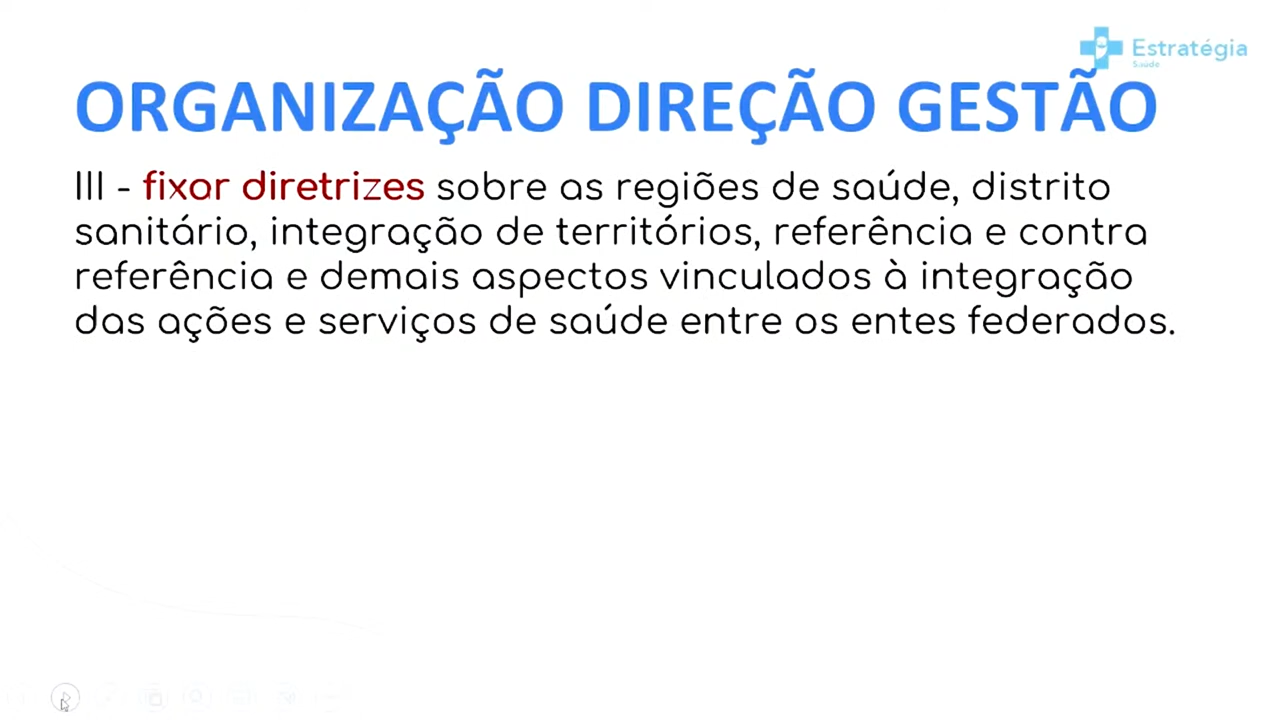 Estratégia
Saúde
ORGANIZAÇÃO DIREÇÃO GESTÃO
III - fixar diretrizes sobre as regiões de saúde, distrito
sanitário, integração de territórios, referência e contra
referência e demais aspectos vinculados à integração
das ações e serviços de saúde entre os entes federados.